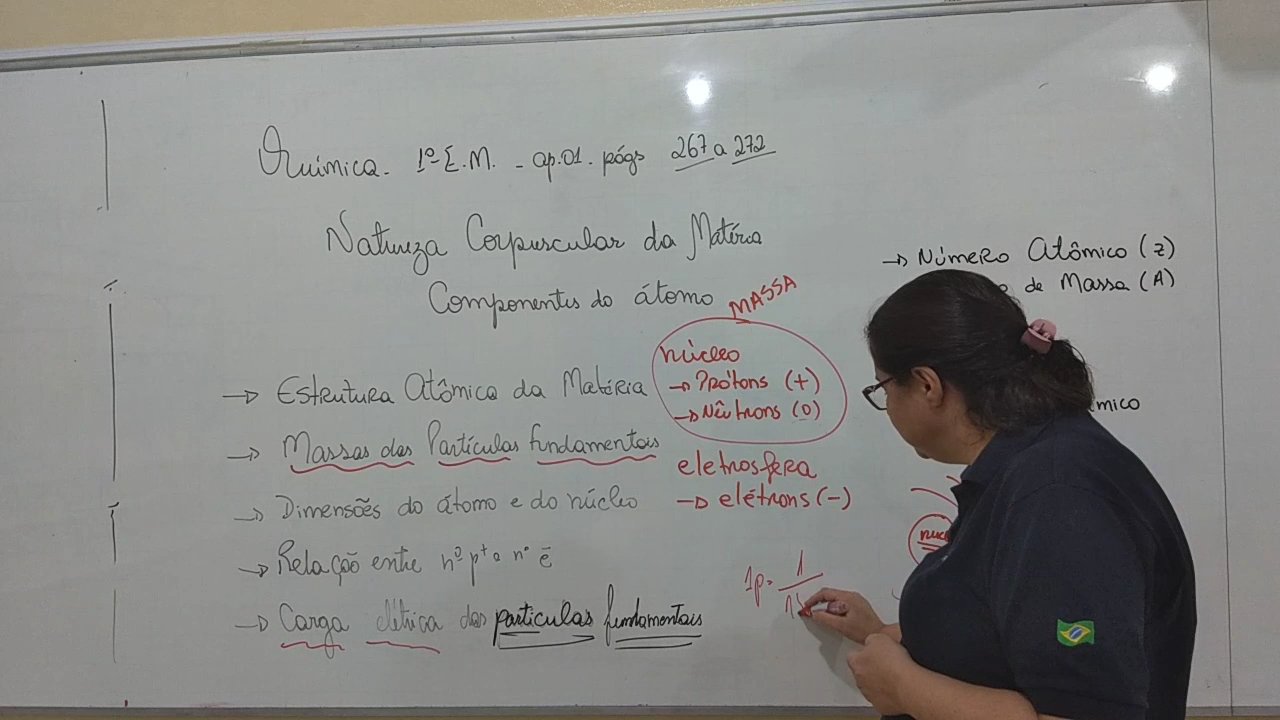 Química - 1º E.M. - ap.01. págs 267 a 272
Natureza Corpuscular da Matéria
Componentes do átomo
→ Estrutura Atômica da Matéria
→ Massas das Partículas fundamentais
→ Dimensões do átomo e do núcleo
→ Relação entre nº p⁺ e n° ē
→ Carga elétrica das partículas fundamentais
MASSA
núcleo
→ Prótons (+)
→ Nêutrons (0)
eletrosfera
→ elétrons (-)
1p = 1
→ Número Atômico (z)
de Massa (A)